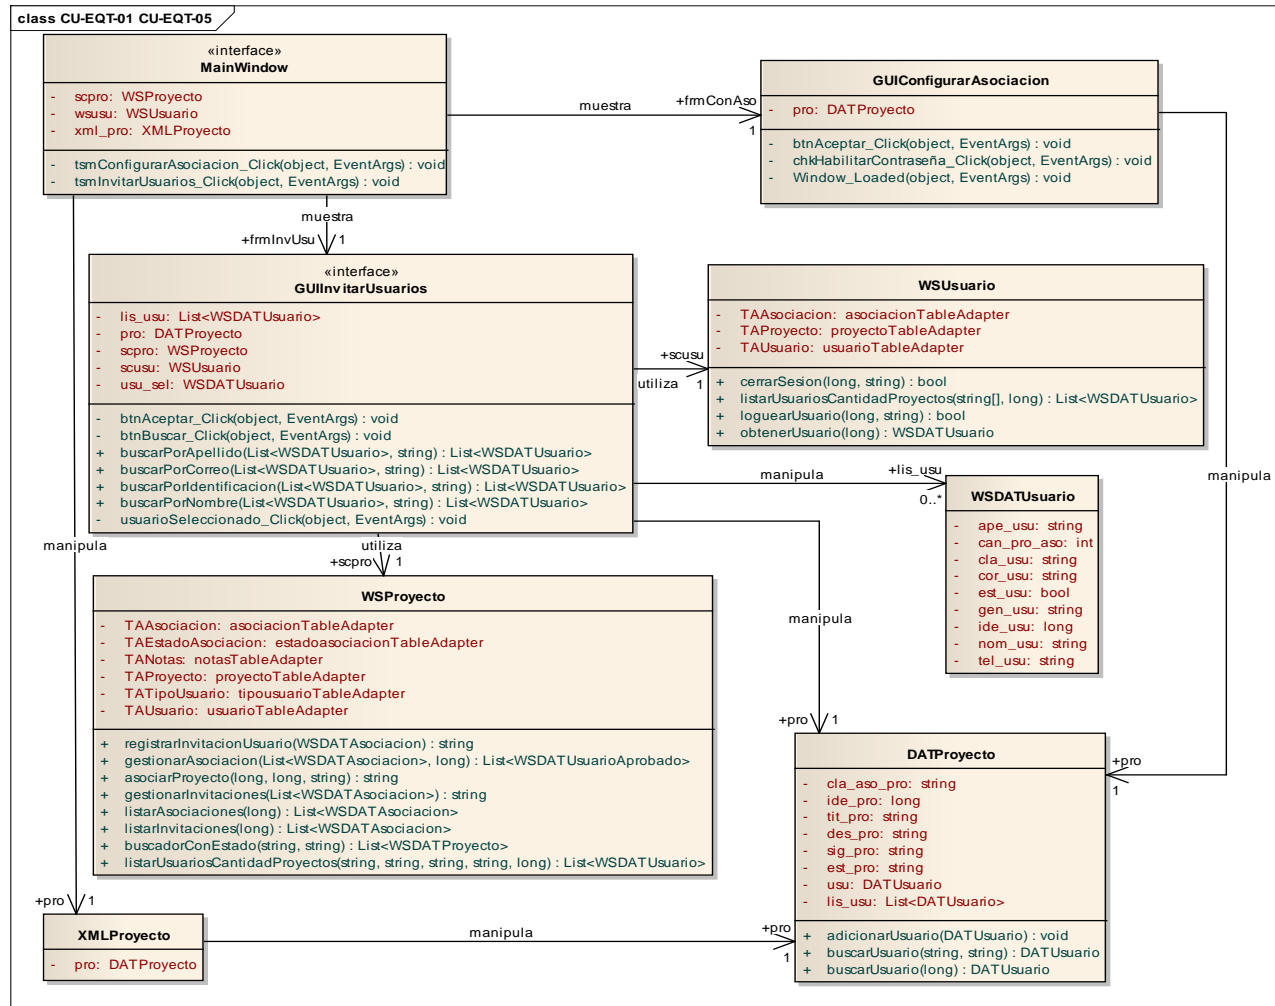 class CU-EQT-01 CU-EQT-05
«interface»
MainWindow
- scpro: WSProyecto
- wsusu: WSUsuario
- xml_pro: XMLProyecto
- tsmConfigurarAsociacion_Click(object, EventArgs) : void
- tsmInvitarUsuarios_Click(object, EventArgs) : void
muestra
+frmConAso
1
GUIConfigurarAsociacion
- pro: DATProyecto
- btnAceptar_Click(object, EventArgs) : void
- chkHabilitarContraseña_Click(object, EventArgs) : void
- Window_Loaded(object, EventArgs) : void
muestra
+frmInvUsu
1
«interface»
GUIInvitarUsuarios
- lis_usu: List<WSDATUsuario>
- pro: DATProyecto
- scpro: WSProyecto
- scusu: WSUsuario
- usu_sel: WSDATUsuario
- btnAceptar_Click(object, EventArgs) : void
- btnBuscar_Click(object, EventArgs) : void
+ buscarPorApellido(List<WSDATUsuario>, string) : List<WSDATUsuario>
+ buscarPorCorreo(List<WSDATUsuario>, string) : List<WSDATUsuario>
+ buscarPorIdentificacion(List<WSDATUsuario>, string) : List<WSDATUsuario>
+ buscarPorNombre(List<WSDATUsuario>, string) : List<WSDATUsuario>
- usuarioSeleccionado_Click(object, EventArgs) : void
+scusu
utiliza
1
WSUsuario
- TAAsociacion: asociacionTableAdapter
- TAProyecto: proyectoTableAdapter
- TAUsuario: usuarioTableAdapter
+ cerrarSesion(long, string) : bool
+ listarUsuariosCantidadProyectos(string[], long) : List<WSDATUsuario>
+ loguearUsuario(long, string) : bool
+ obtenerUsuario(long) : WSDATUsuario
manipula
manipula
+lis_usu
0..*
WSDATUsuario
- ape_usu: string
- can_pro_aso: int
- cla_usu: string
- cor_usu: string
- est_usu: bool
- gen_usu: string
- ide_usu: long
- nom_usu: string
- tel_usu: string
manipula
utiliza
+scpro
1
manipula
WSProyecto
- TAAsociacion: asociacionTableAdapter
- TAEstadoAsociacion: estadoasociacionTableAdapter
- TANotas: notasTableAdapter
- TAProyecto: proyectoTableAdapter
- TATipoUsuario: tipousuarioTableAdapter
- TAUsuario: usuarioTableAdapter
+ registrarInvitacionUsuario(WSDATAsociacion) : string
+ gestionarAsociacion(List<WSDATAsociacion>, long) : List<WSDATUsuarioAprobado>
+ asociarProyecto(long, long, string) : string
+ gestionarInvitaciones(List<WSDATAsociacion>) : string
+ listarAsociaciones(long) : List<WSDATAsociacion>
+ listarInvitaciones(long) : List<WSDATAsociacion>
+ buscadorConEstado(string, string) : List<WSDATProyecto>
+ listarUsuariosCantidadProyectos(string, string, string, string, long) : List<WSDATUsuario>
+pro
1
+pro
1
DATProyecto
- cla_aso_pro: string
- ide_pro: long
- tit_pro: string
- des_pro: string
- sig_pro: string
- est_pro: string
- usu: DATUsuario
- lis_usu: List<DATUsuario>
+ adicionarUsuario(DATUsuario) : void
+ buscarUsuario(string, string) : DATUsuario
+ buscarUsuario(long) : DATUsuario
+pro
1
XMLProyecto
- pro: DATProyecto
manipula
+pro
1